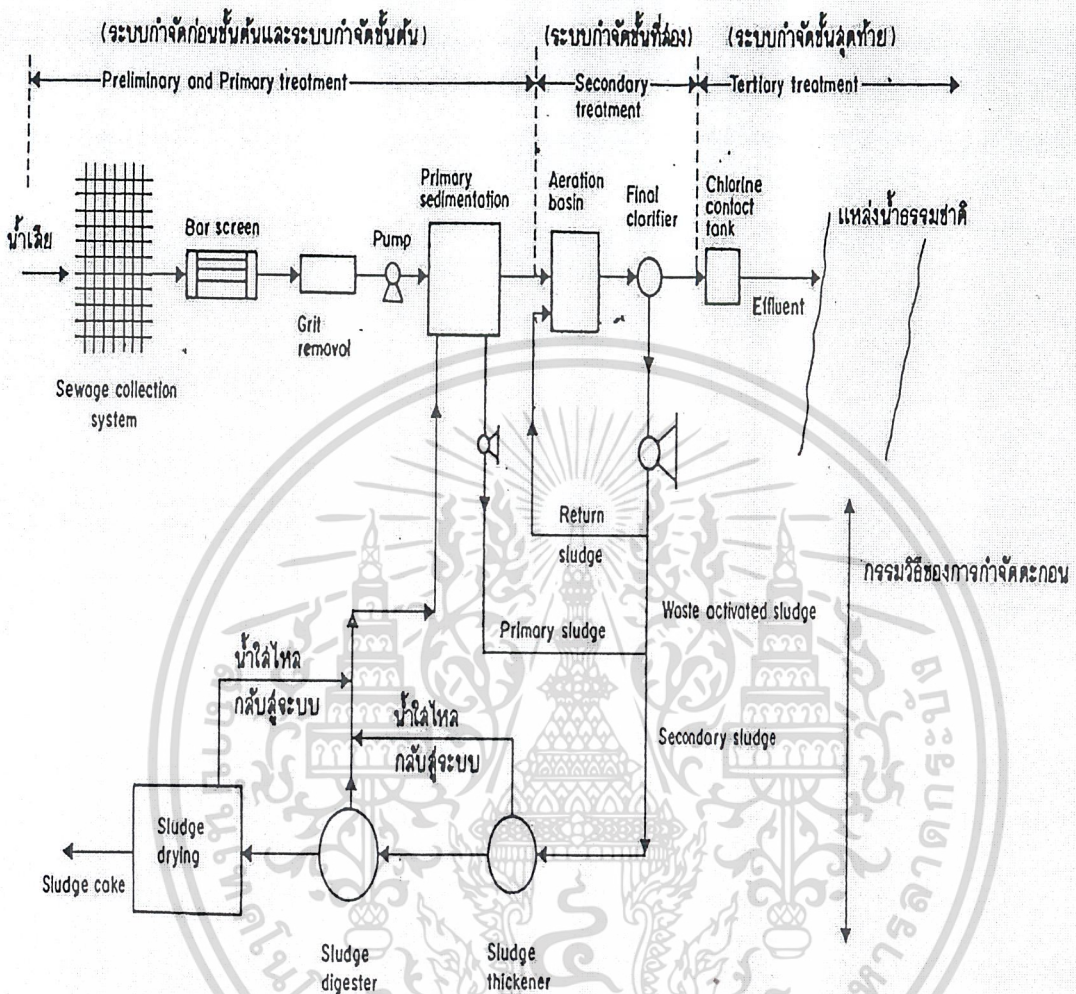 (ระบบกำจัดก่อนขั้นต้นและระบบกำจัดขั้นต้น)
(ระบบกำจัดขั้นที่สอง)
(ระบบกำจัดขั้นสุดท้าย)
Preliminary and Primary treatment
Secondary
treatment
Tertiary treatment
น้ำเสีย
Sewage collection
system
Bar screen
Grit
removal
Pump
Primary
sedimentation
Aeration
basin
Final
clarifier
Chlorine
contact
tank
Effluent
แหล่งน้ำธรรมชาติ
Return
sludge
Waste activated sludge
กรรมวิธีของการกำจัดตะกอน
Primary sludge
น้ำใสไหล
กลับสู่ระบบ
น้ำใสไหล
กลับสู่ระบบ
Secondary sludge
Sludge
drying
Sludge cake
Sludge
digester
Sludge
thickener